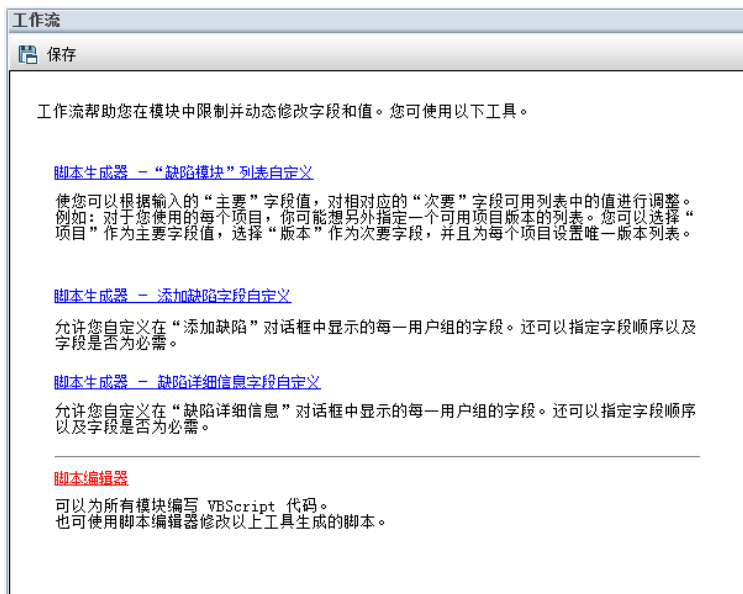 工作流
保存
工作流帮助您在模块中限制并动态修改字段和值。您可使用以下工具。
脚本生成器 － “缺陷模块”列表自定义
使您可以根据输入的“主要”字段值，对相对应的“次要”字段可用列表中的值进行调整。
例如：对于您使用的每个项目，你可能想另外指定一个可用项目版本的列表。您可以选择“
项目”作为主要字段值，选择“版本”作为次要字段，并且为每个项目设置唯一版本列表。
脚本生成器 － 添加缺陷字段自定义
允许您自定义在“添加缺陷”对话框中显示的每一用户组的字段。还可以指定字段顺序以及
字段是否为必需。
脚本生成器 － 缺陷详细信息字段自定义
允许您自定义在“缺陷详细信息”对话框中显示的每一用户组的字段。还可以指定字段顺序
以及字段是否为必需。
脚本编辑器
可以为所有模块编写 VBScript 代码。
也可使用脚本编辑器修改以上工具生成的脚本。